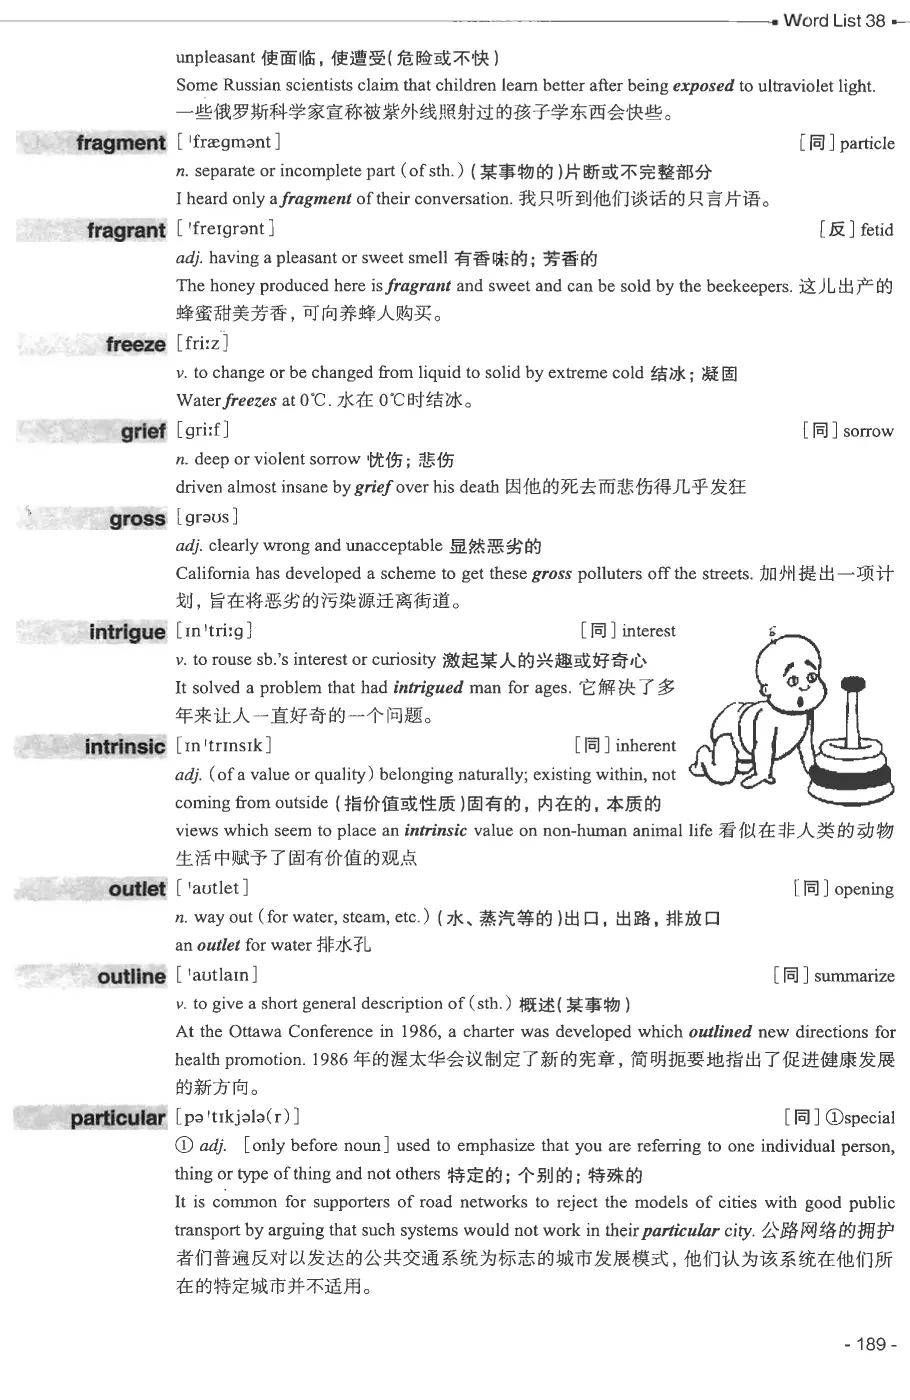 Word List 38
unpleasant 使面临，使遭受(危险或不快)
Some Russian scientists claim that children learn better after being exposed to ultraviolet light.
一些俄罗斯科学家宣称被紫外线照射过的孩子学东西会快些。
fragment [ˈfrægmənt] [同] particle
n. separate or incomplete part (of sth.) (某事物的)片断或不完整部分
I heard only a fragment of their conversation. 我只听到他们谈话的只言片语。
fragrant [ˈfreɪgrənt] [反] fetid
adj. having a pleasant or sweet smell 有香味的；芳香的
The honey produced here is fragrant and sweet and can be sold by the beekeepers. 这儿出产的
蜂蜜甜美芳香，可向养蜂人购买。
freeze [friːz]
v. to change or be changed from liquid to solid by extreme cold 结冰；凝固
Water freezes at 0℃. 水在 0℃时结冰。
grief [griːf] [同] sorrow
n. deep or violent sorrow 忧伤；悲伤
driven almost insane by grief over his death 因他的死去而悲伤得几乎发狂
gross [grəʊs]
adj. clearly wrong and unacceptable 显然恶劣的
California has developed a scheme to get these gross polluters off the streets. 加州提出一项计
划，旨在将恶劣的污染源迁离街道。
intrigue [ɪnˈtriːg] [同] interest
v. to rouse sb.'s interest or curiosity 激起某人的兴趣或好奇心
It solved a problem that had intrigued man for ages. 它解决了多
年来让人一直好奇的一个问题。
intrinsic [ɪnˈtrɪnsɪk] [同] inherent
adj. (of a value or quality) belonging naturally; existing within, not
coming from outside (指价值或性质)固有的，内在的，本质的
views which seem to place an intrinsic value on non-human animal life 看似在非人类的动物
生活中赋予了固有价值的观点
outlet [ˈaʊtlet] [同] opening
n. way out (for water, steam, etc.) (水、蒸汽等的)出口，出路，排放口
an outlet for water 排水孔
outline [ˈaʊtlaɪn] [同] summarize
v. to give a short general description of (sth.) 概述(某事物)
At the Ottawa Conference in 1986, a charter was developed which outlined new directions for
health promotion. 1986 年的渥太华会议制定了新的宪章，简明扼要地指出了促进健康发展
的新方向。
particular [pəˈtɪkjələ(r)] [同] ①special
① adj. [only before noun] used to emphasize that you are referring to one individual person,
thing or type of thing and not others 特定的；个别的；特殊的
It is common for supporters of road networks to reject the models of cities with good public
transport by arguing that such systems would not work in their particular city. 公路网络的拥护
者们普遍反对以发达的公共交通系统为标志的城市发展模式，他们认为该系统在他们所
在的特定城市并不适用。
- 189 -